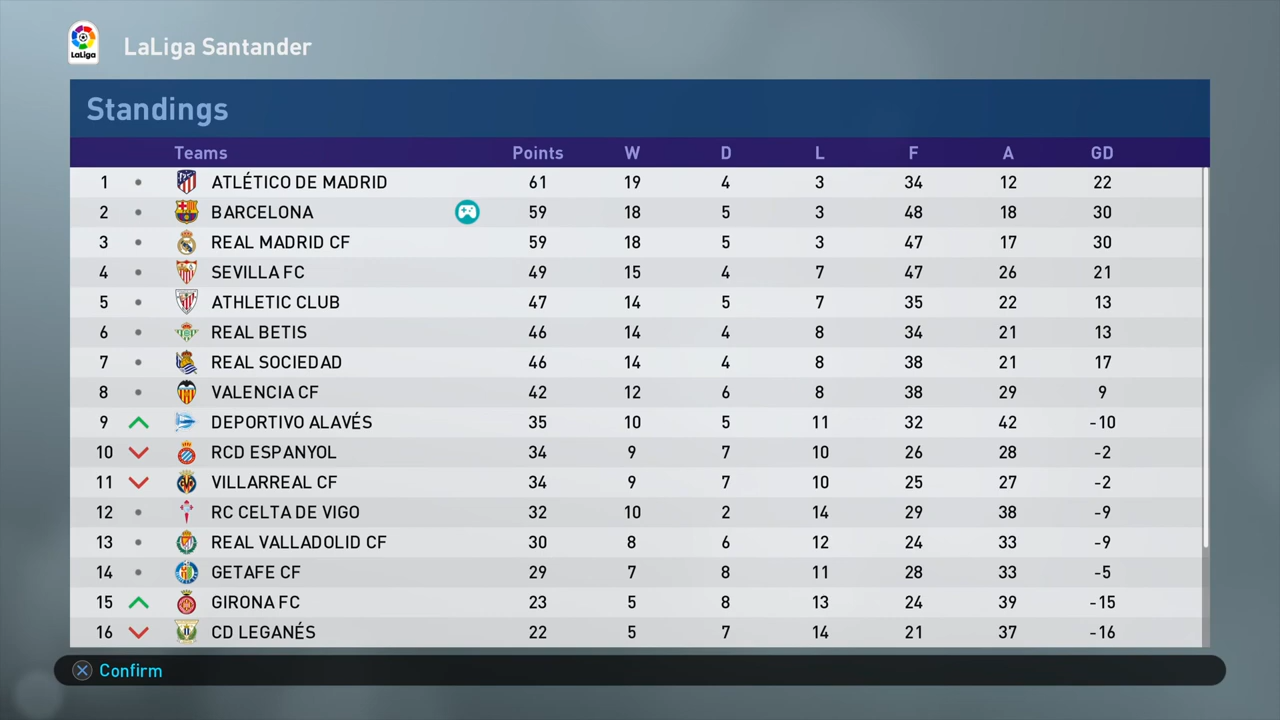 LaLiga
LaLiga Santander
Standings
Teams Points W D L F A GD
1 ATLÉTICO DE MADRID 61 19 4 3 34 12 22
2 BARCELONA 59 18 5 3 48 18 30
3 REAL MADRID CF 59 18 5 3 47 17 30
4 SEVILLA FC 49 15 4 7 47 26 21
5 ATHLETIC CLUB 47 14 5 7 35 22 13
6 REAL BETIS 46 14 4 8 34 21 13
7 REAL SOCIEDAD 46 14 4 8 38 21 17
8 VALENCIA CF 42 12 6 8 38 29 9
9 DEPORTIVO ALAVÉS 35 10 5 11 32 42 -10
10 RCD ESPANYOL 34 9 7 10 26 28 -2
11 VILLARREAL CF 34 9 7 10 25 27 -2
12 RC CELTA DE VIGO 32 10 2 14 29 38 -9
13 REAL VALLADOLID CF 30 8 6 12 24 33 -9
14 GETAFE CF 29 7 8 11 28 33 -5
15 GIRONA FC 23 5 8 13 24 39 -15
16 CD LEGANÉS 22 5 7 14 21 37 -16
Confirm